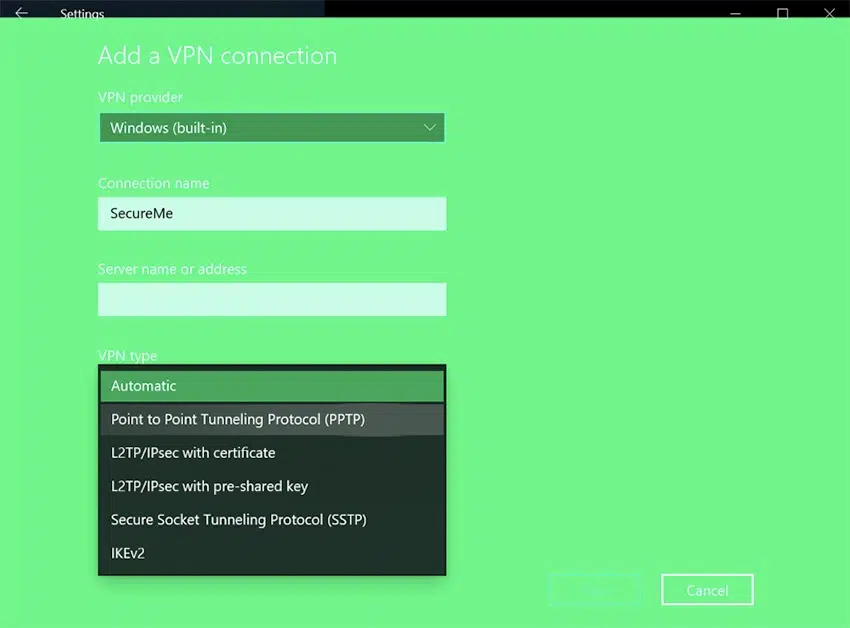 Settings
Add a VPN connection
VPN provider
Windows (built-in)
Connection name
SecureMe
Server name or address
VPN type
Automatic
Point to Point Tunneling Protocol (PPTP)
L2TP/IPsec with certificate
L2TP/IPsec with pre-shared key
Secure Socket Tunneling Protocol (SSTP)
IKEv2
Cancel